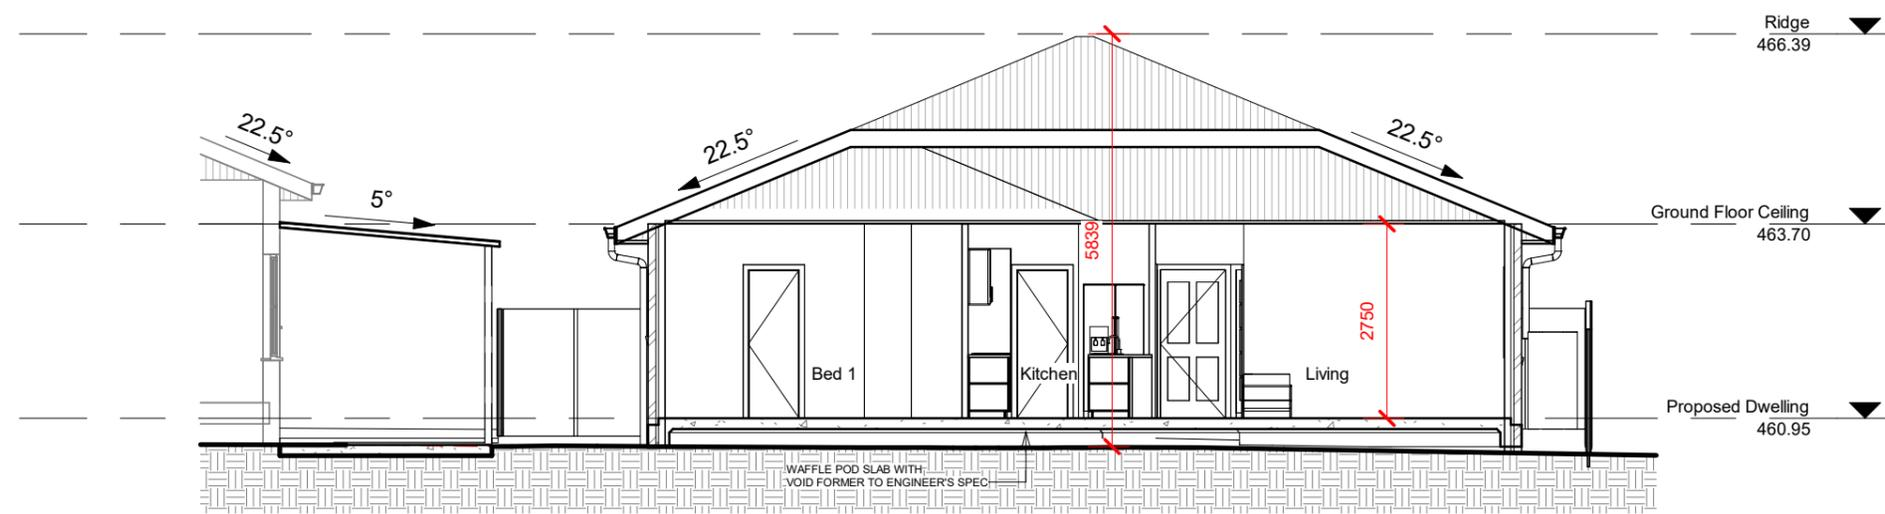 Ridge
466.39
22.5°
22.5°
22.5°
5°
Ground Floor Ceiling
463.70
5839
2750
Bed 1
Kitchen
Living
Proposed Dwelling
460.95
WAFFLE POD SLAB WITH
VOID FORMER TO ENGINEER'S SPEC